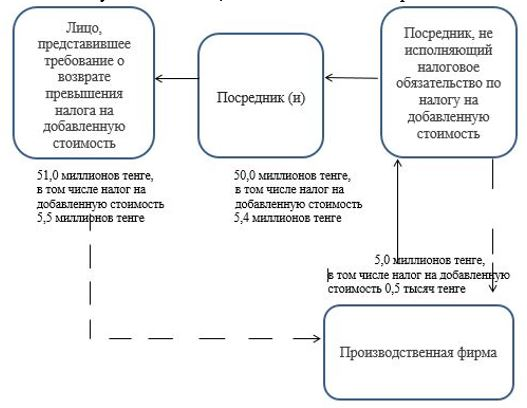 Лицо,
представившее
требование о
возврате
превышения
налога на
добавленную
стоимость
Посредник (и)
Посредник, не
исполняющий
налоговое
обязательство по
налогу на
добавленную
стоимость
51,0 миллионов тенге,
в том числе налог на
добавленную стоимость
5,5 миллионов тенге
50,0 миллионов тенге,
в том числе налог на
добавленную стоимость
5,4 миллионов тенге
5,0 миллионов тенге,
в том числе налог на добавленную
стоимость 0,5 тысяч тенге
Производственная фирма